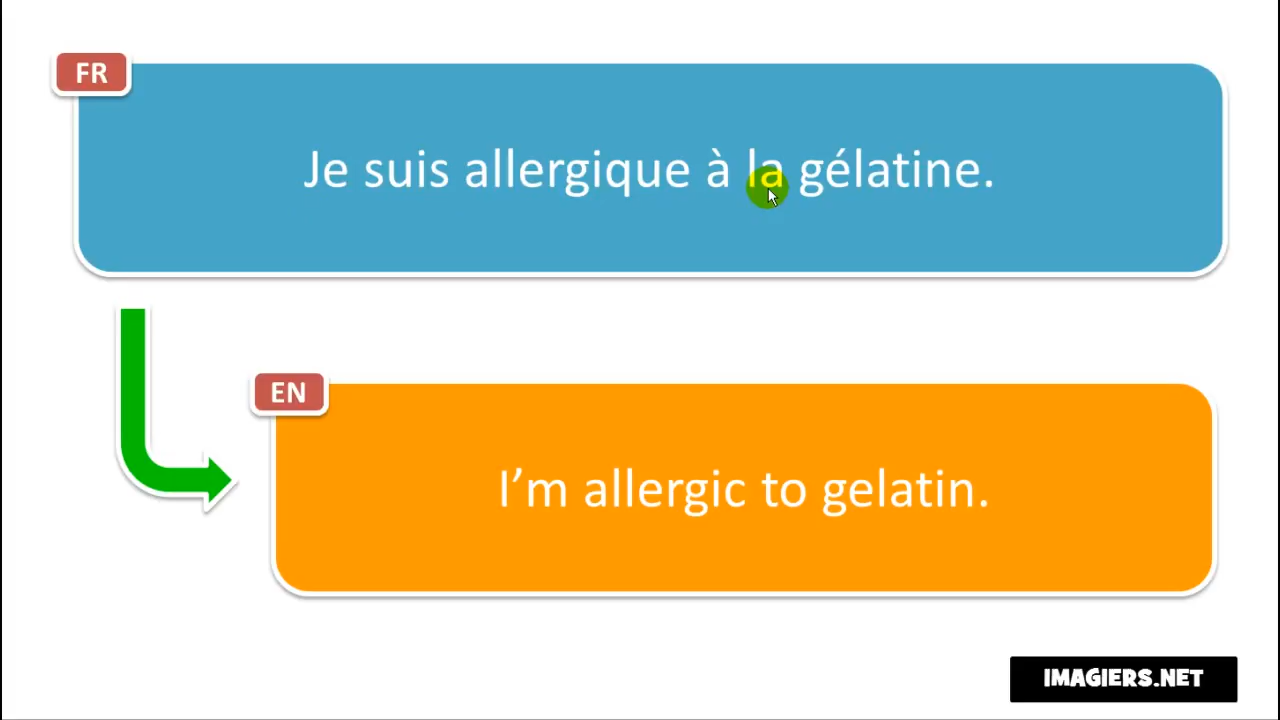 FR
Je suis allergique à la gélatine.
EN
I’m allergic to gelatin.
IMAGIERS.NET